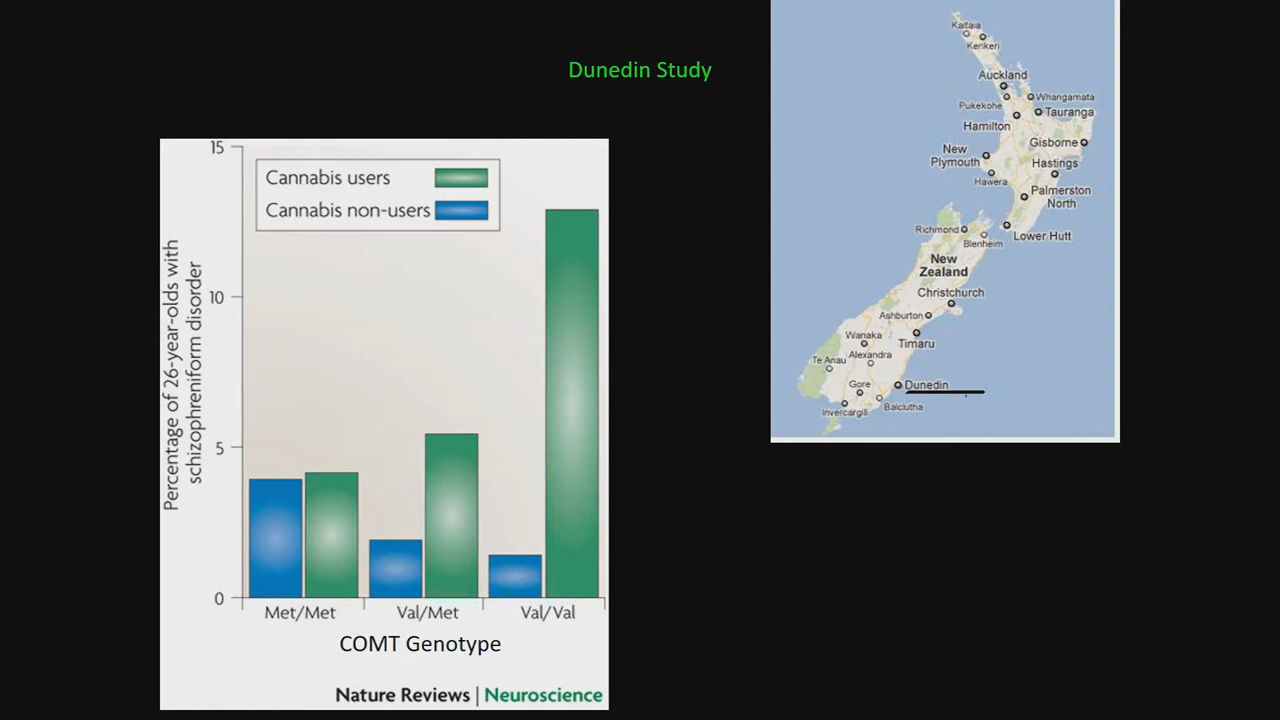 Dunedin Study
15
Cannabis users
Cannabis non-users
10
5
0
Percentage of 26-year-olds with
schizophreniform disorder
Met/Met
Val/Met
Val/Val
COMT Genotype
Nature Reviews | Neuroscience
Kaitaia
Kerikeri
Auckland
Whangamata
Pukekohe
Tauranga
Hamilton
Gisborne
New
Plymouth
Hastings
Hawera
Palmerston
North
Richmond
Lower Hutt
Blenheim
New
Zealand
Christchurch
Ashburton
Wanaka
Timaru
Alexandra
Te Anau
Gore
Dunedin
Invercargill
Balclutha